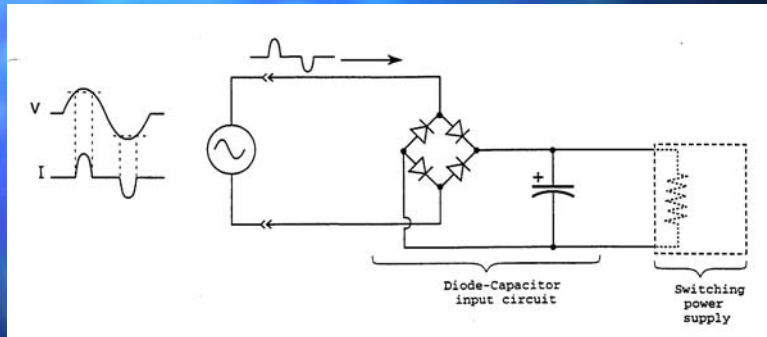 V
I
+
Diode-Capacitor
input circuit
Switching
power
supply